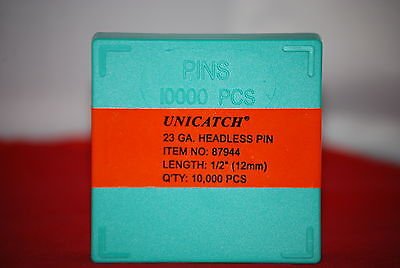 PINS
10000 PCS
UNICATCH®
23 GA. HEADLESS PIN
ITEM NO: 87944
LENGTH: 1/2" (12mm)
Q'TY: 10,000 PCS